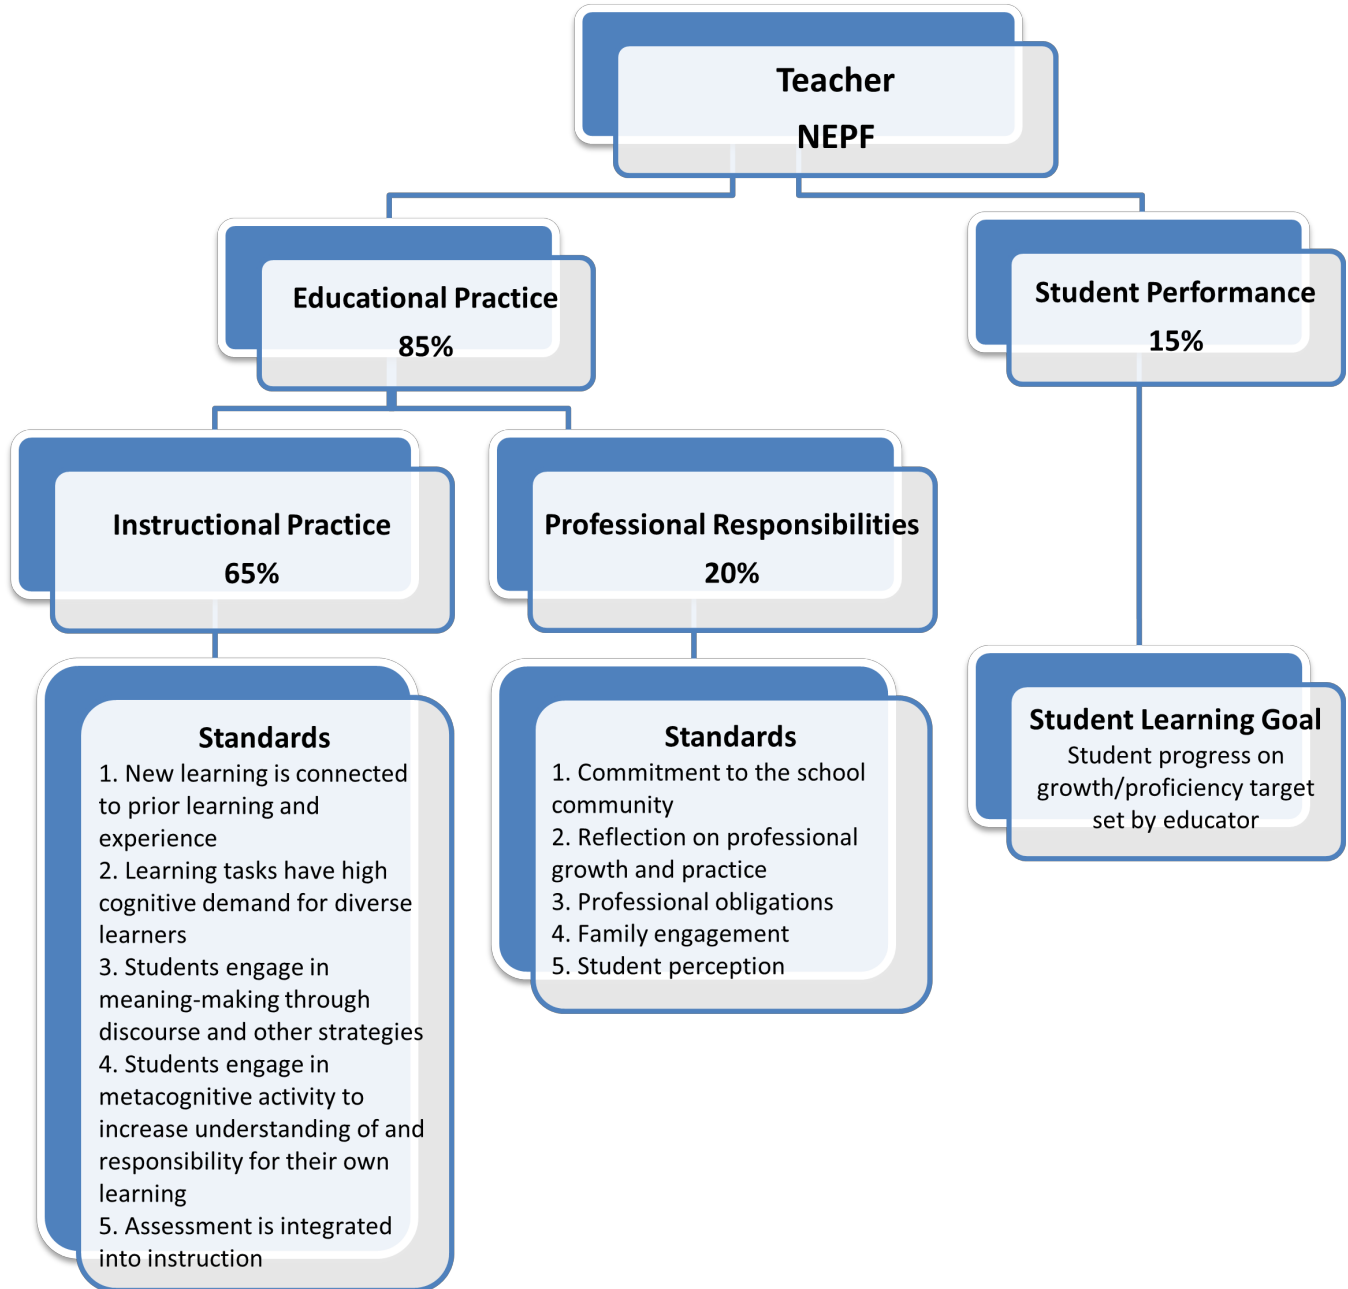 Teacher
NEPF
Educational Practice
85%
Student Performance
15%
Instructional Practice
65%
Professional Responsibilities
20%
Standards
1. New learning is connected
to prior learning and
experience
2. Learning tasks have high
cognitive demand for diverse
learners
3. Students engage in
meaning-making through
discourse and other strategies
4. Students engage in
metacognitive activity to
increase understanding of and
responsibility for their own
learning
5. Assessment is integrated
into instruction
Standards
1. Commitment to the school
community
2. Reflection on professional
growth and practice
3. Professional obligations
4. Family engagement
5. Student perception
Student Learning Goal
Student progress on
growth/proficiency target
set by educator